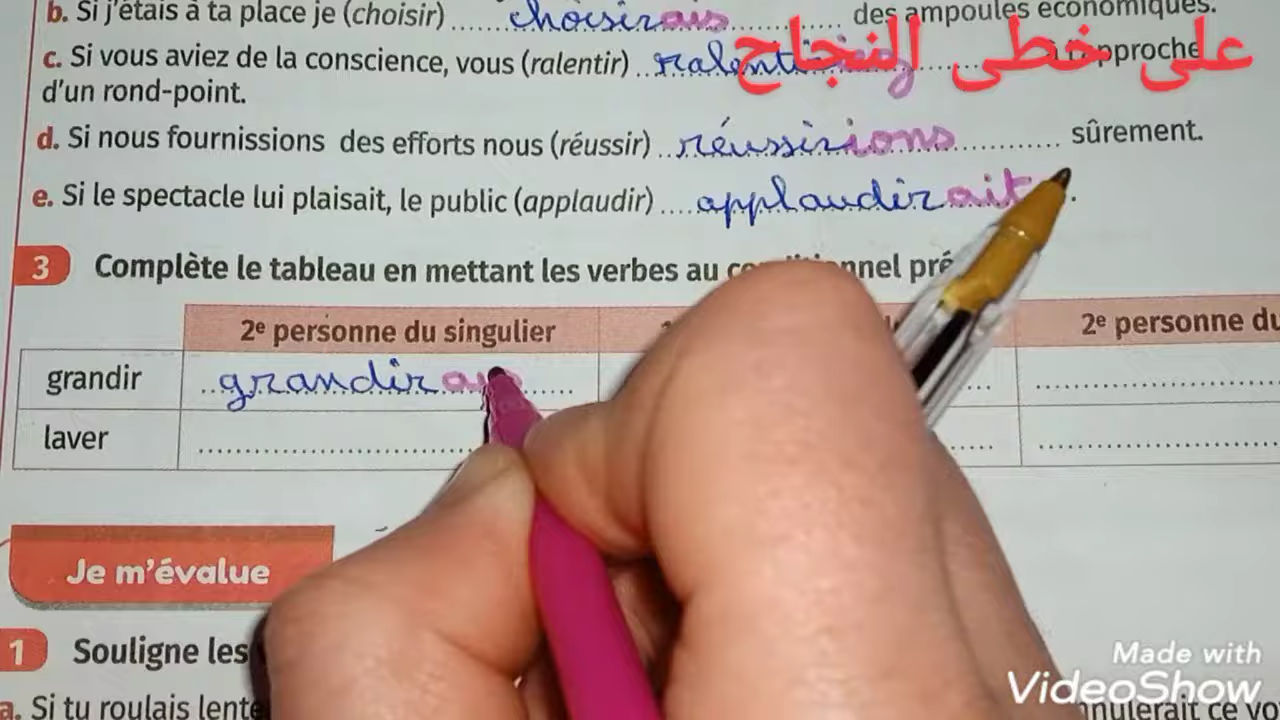 b. Si j'étais à ta place je (choisir) choisirais des ampoules économiques.
على خطى النجاح
c. Si vous aviez de la conscience, vous (ralentir) approche
d'un rond-point.
d. Si nous fournissions des efforts nous (réussir) réussirions sûrement.
e. Si le spectacle lui plaisait, le public (applaudir) applaudirait.
3 Complète le tableau en mettant les verbes au
2e personne du singulier 2e personne du
grandir
laver
Je m'évalue
1 Souligne les
a. Si tu roulais
Made with
VideoShow